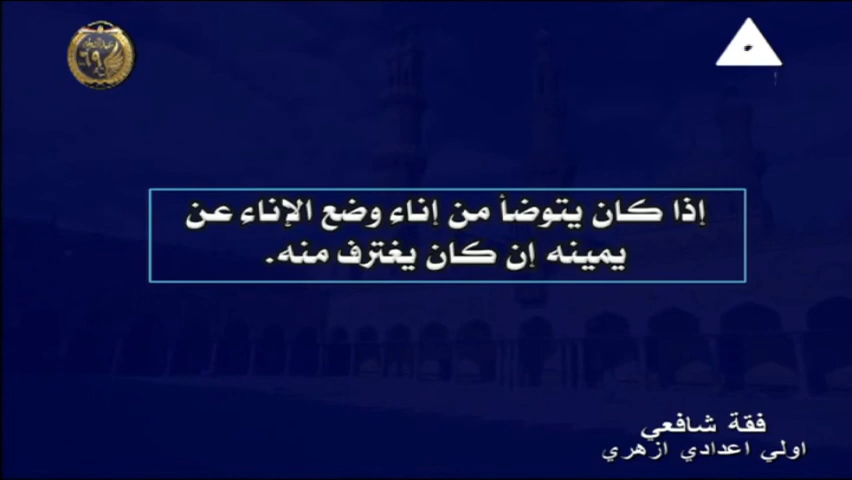 إذا كان يتوضأ من إناء وضع الإناء عن
يمينه إن كان يغترف منه.
فقة شافعي
اولي اعدادي ازهري